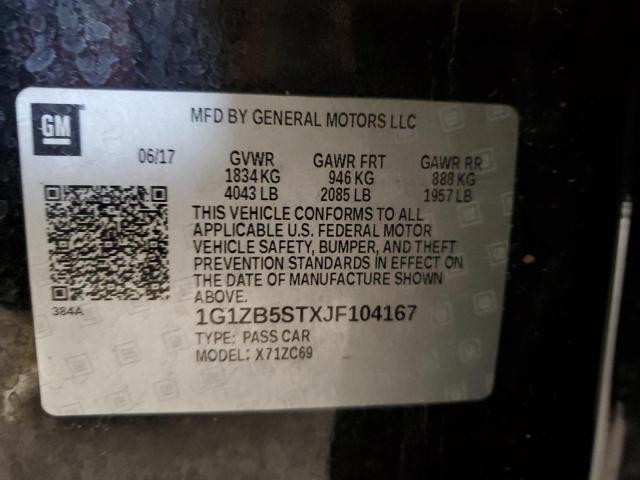 GM
MFD BY GENERAL MOTORS LLC
06/17 GVWR GAWR FRT GAWR RR
1834 KG 946 KG 888 KG
4043 LB 2085 LB 1957 LB
THIS VEHICLE CONFORMS TO ALL
APPLICABLE U.S. FEDERAL MOTOR
VEHICLE SAFETY, BUMPER, AND THEFT
PREVENTION STANDARDS IN EFFECT ON
THE DATE OF MANUFACTURE SHOWN
ABOVE.
384A
1G1ZB5STXJF104167
TYPE: PASS CAR
MODEL: X71ZC69